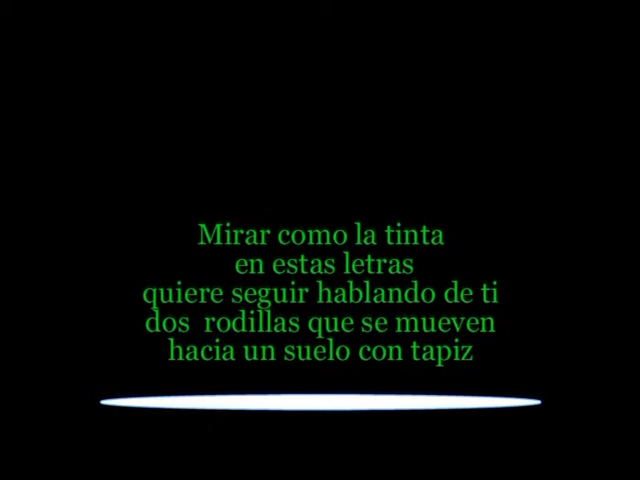 Mirar como la tinta
en estas letras
quiere seguir hablando de ti
dos  rodillas que se mueven
hacia un suelo con tapiz